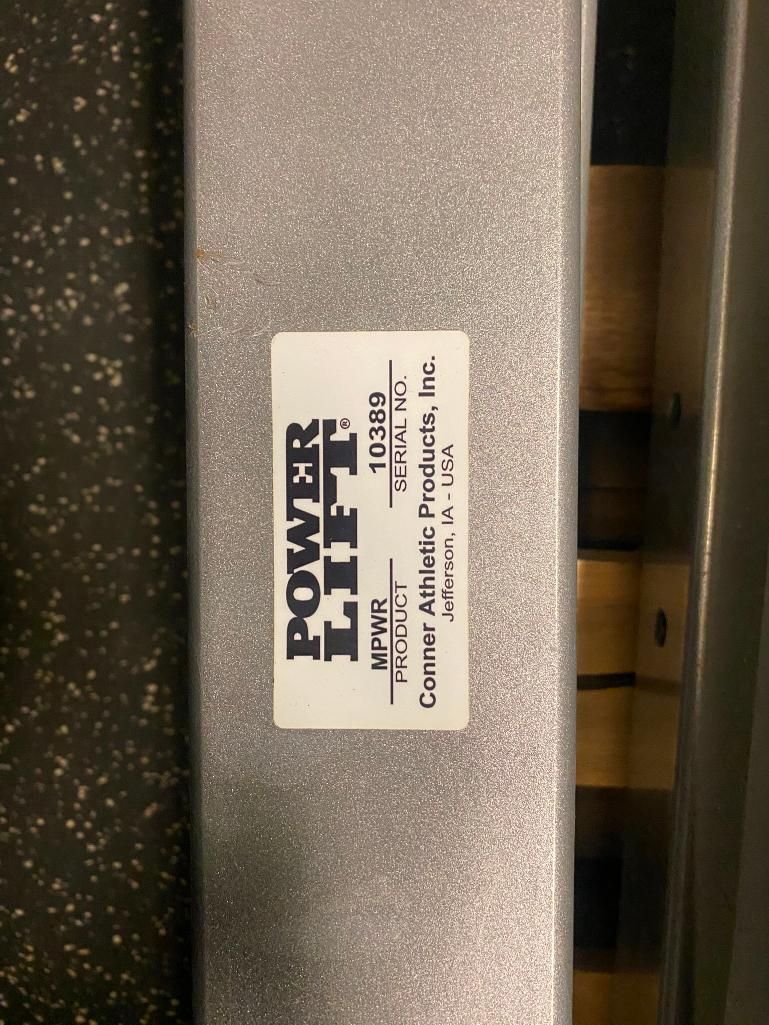 POWER
LIFT®
MPWR 10389
PRODUCT SERIAL NO.
Conner Athletic Products, Inc.
Jefferson, IA - USA